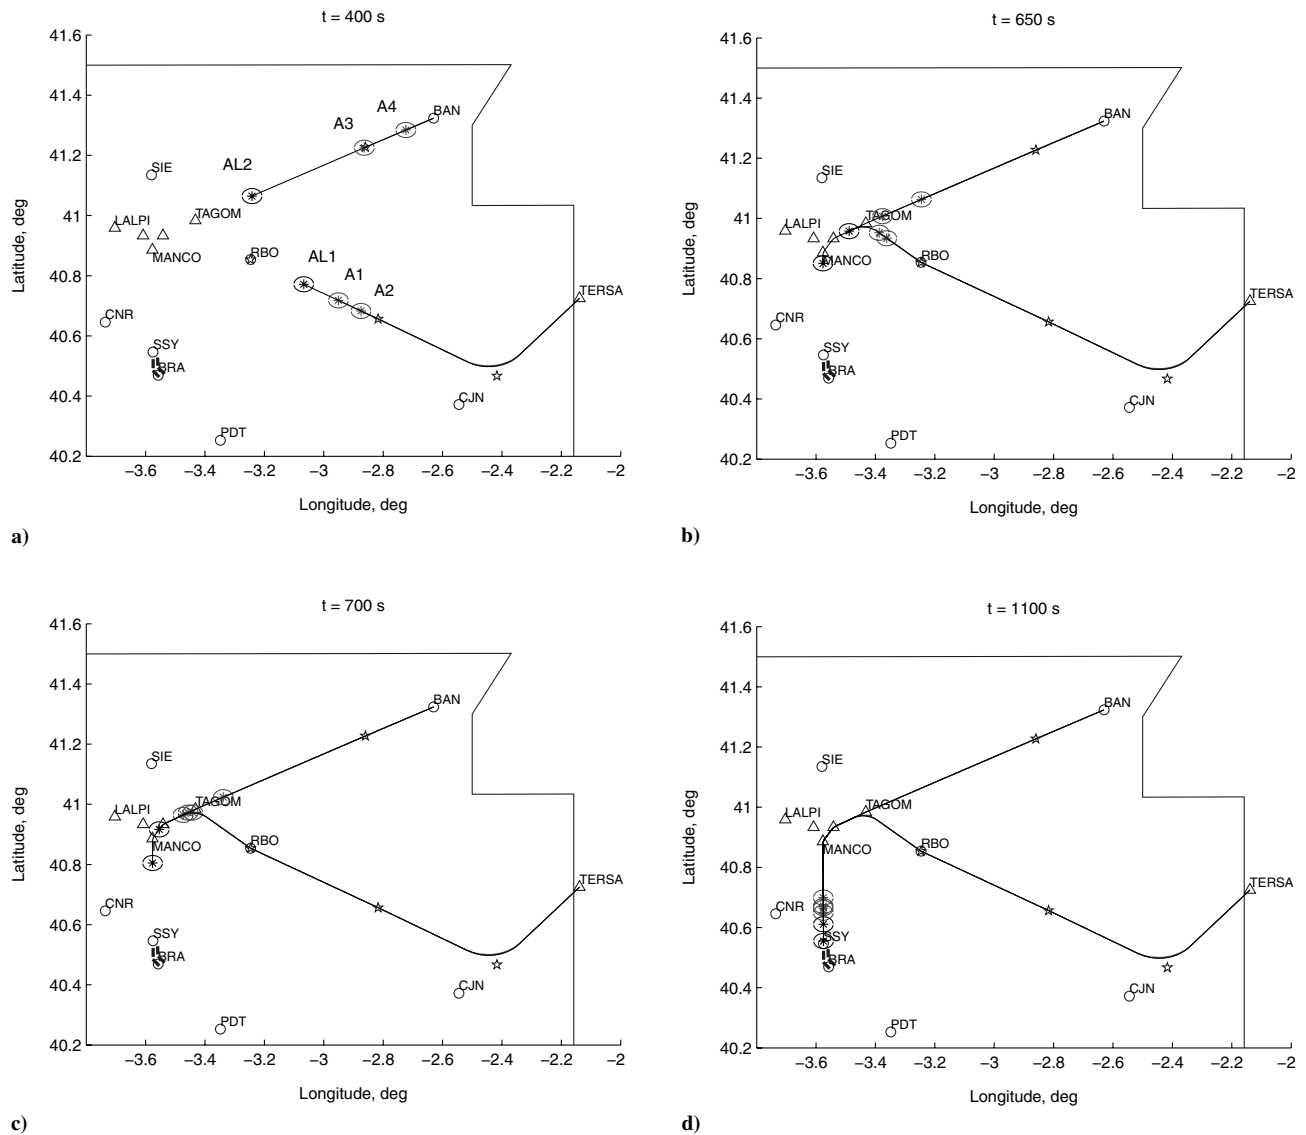 t = 400 s
41.6
41.4
41.2
41
40.8
40.6
40.4
40.2
Latitude, deg
BAN
A4
A3
AL2
SIE
TAGOM
LALPI
MANCO
RBO
AL1
A1
A2
TERSA
CNR
SSY
BRA
CJN
PDT
−3.6 −3.4 −3.2 −3 −2.8 −2.6 −2.4 −2.2 −2
Longitude, deg
a)
t = 650 s
41.6
41.4
41.2
41
40.8
40.6
40.4
40.2
Latitude, deg
BAN
SIE
TAGOM
LALPI
MANCO
RBO
TERSA
CNR
SSY
BRA
CJN
PDT
−3.6 −3.4 −3.2 −3 −2.8 −2.6 −2.4 −2.2 −2
Longitude, deg
b)
t = 700 s
41.6
41.4
41.2
41
40.8
40.6
40.4
40.2
Latitude, deg
BAN
SIE
TAGOM
LALPI
MANCO
RBO
TERSA
CNR
SSY
BRA
CJN
PDT
−3.6 −3.4 −3.2 −3 −2.8 −2.6 −2.4 −2.2 −2
Longitude, deg
c)
t = 1100 s
41.6
41.4
41.2
41
40.8
40.6
40.4
40.2
Latitude, deg
BAN
SIE
TAGOM
LALPI
MANCO
RBO
TERSA
CNR
SSY
BRA
CJN
PDT
−3.6 −3.4 −3.2 −3 −2.8 −2.6 −2.4 −2.2 −2
Longitude, deg
d)